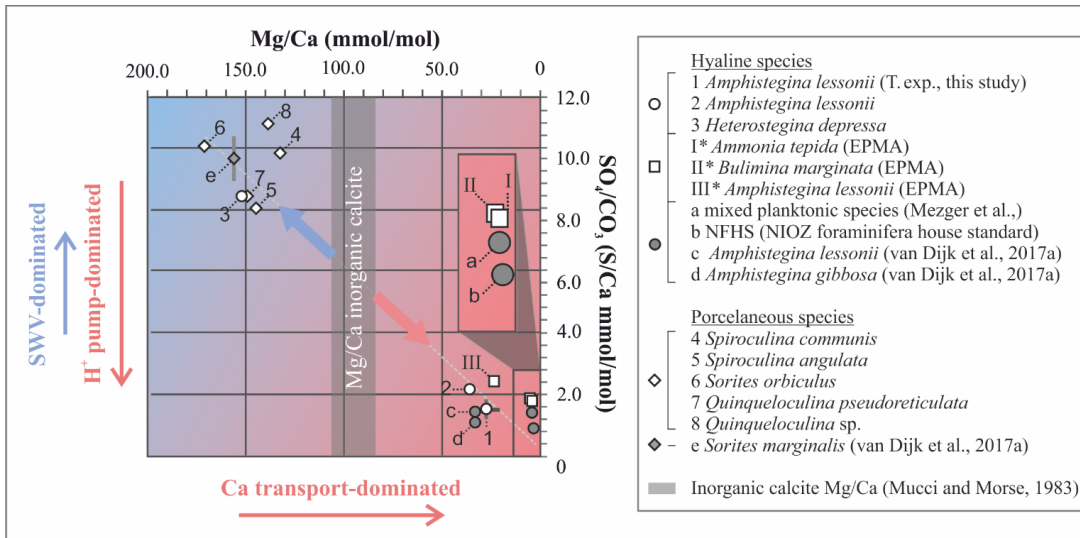 Mg/Ca (mmol/mol)
200.0 150.0 100.0 50.0 0
12.0
10.0
8.0
6.0
4.0
2.0
0
SO₄/CO₃ (S/Ca mmol/mol)
SWV-dominated
H⁺ pump-dominated
Ca transport-dominated
Mg/Ca inorganic calcite
8
6
4
e
7
5
3
II
I
a
b
III
2
c
d
1
Hyaline species
1 Amphistegina lessonii (T. exp., this study)
2 Amphistegina lessonii
3 Heterostegina depressa
I* Ammonia tepida (EPMA)
II* Bulimina marginata (EPMA)
III* Amphistegina lessonii (EPMA)
a mixed planktonic species (Mezger et al.,)
b NFHS (NIOZ foraminifera house standard)
c Amphistegina lessonii (van Dijk et al., 2017a)
d Amphistegina gibbosa (van Dijk et al., 2017a)
Porcelaneous species
4 Spiroculina communis
5 Spiroculina angulata
6 Sorites orbiculus
7 Quinqueloculina pseudoreticulata
8 Quinqueloculina sp.
e Sorites marginalis (van Dijk et al., 2017a)
Inorganic calcite Mg/Ca (Mucci and Morse, 1983)